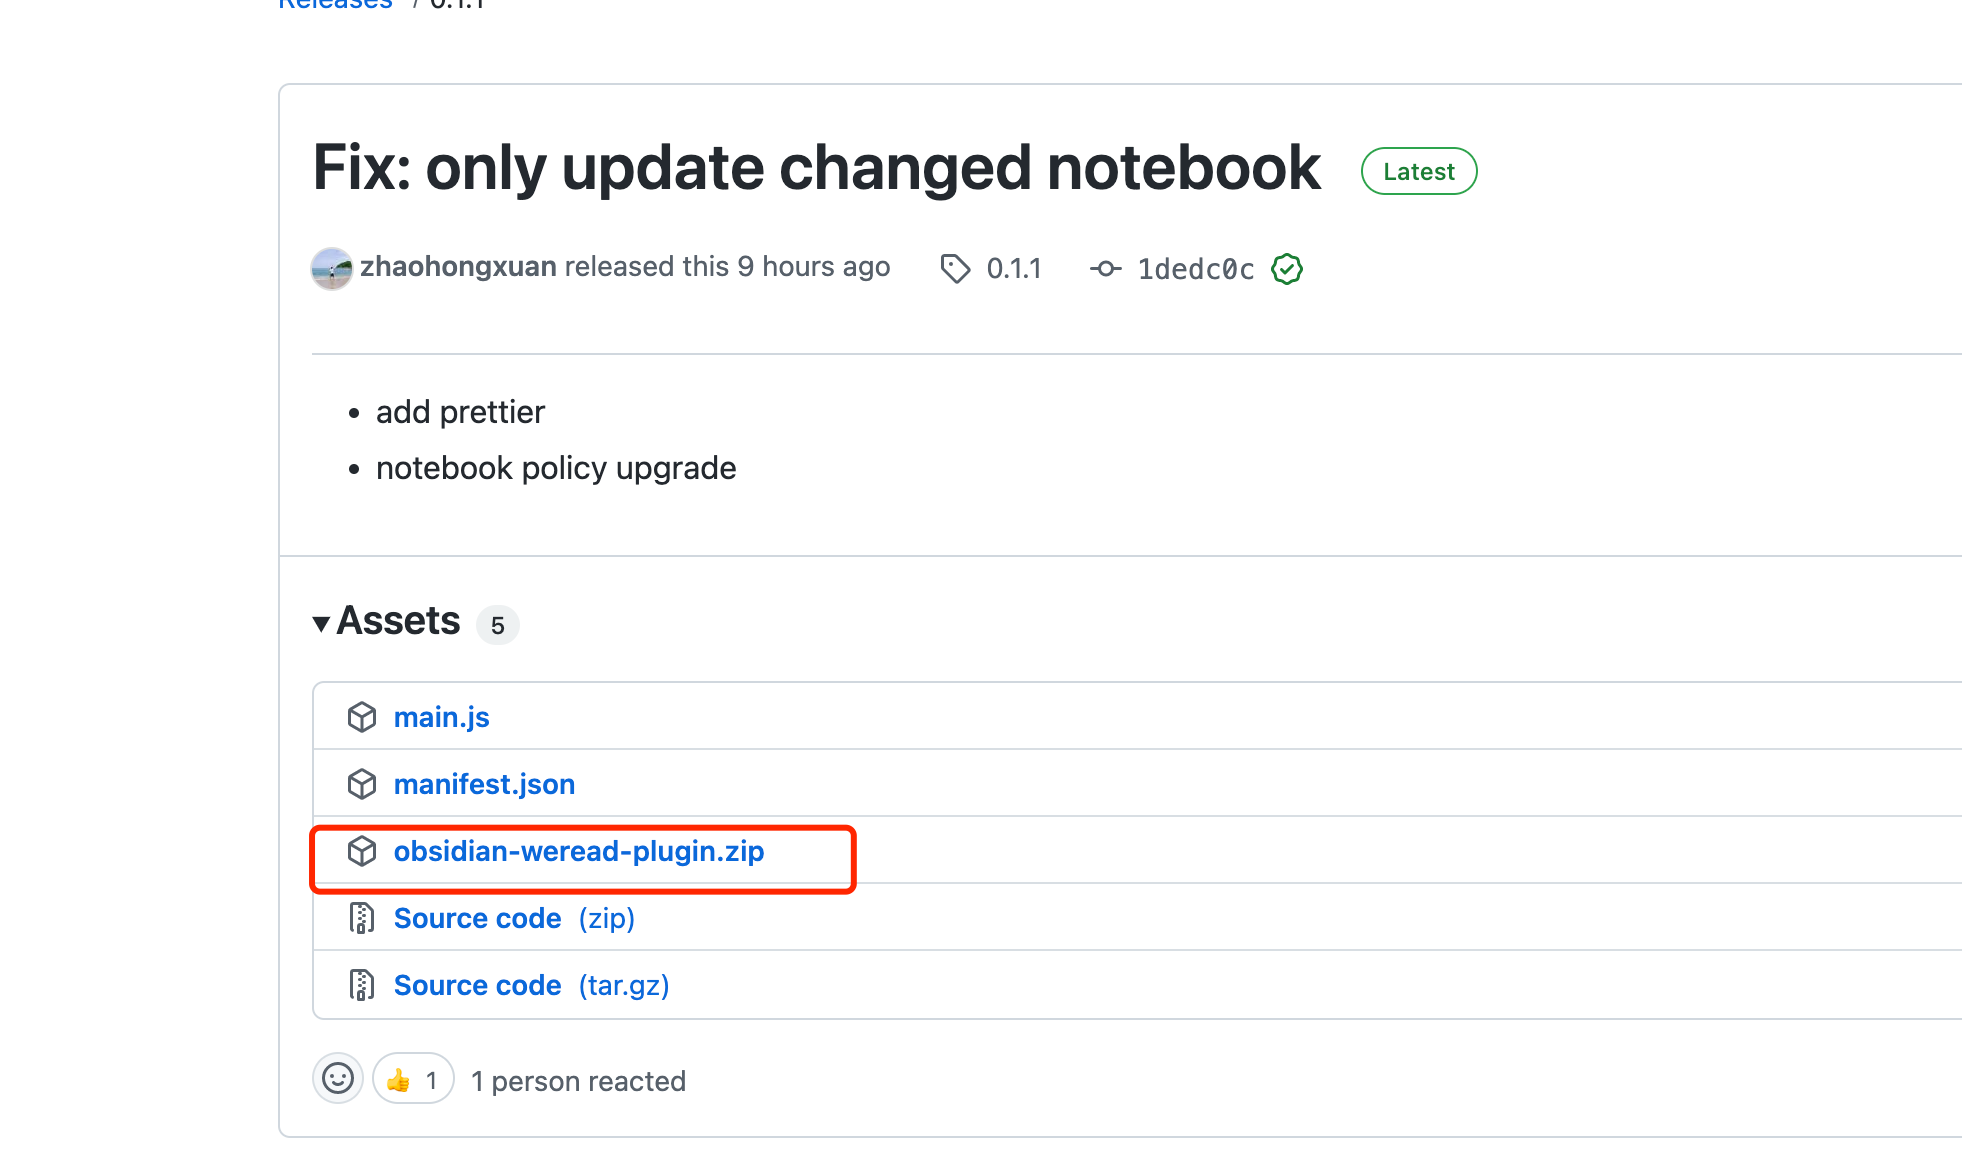 Releases / 0.1.1
Fix: only update changed notebook Latest
zhaohongxuan released this 9 hours ago 0.1.1 1dedc0c
• add prettier
• notebook policy upgrade
Assets 5
main.js
manifest.json
obsidian-weread-plugin.zip
Source code (zip)
Source code (tar.gz)
👍 1 1 person reacted